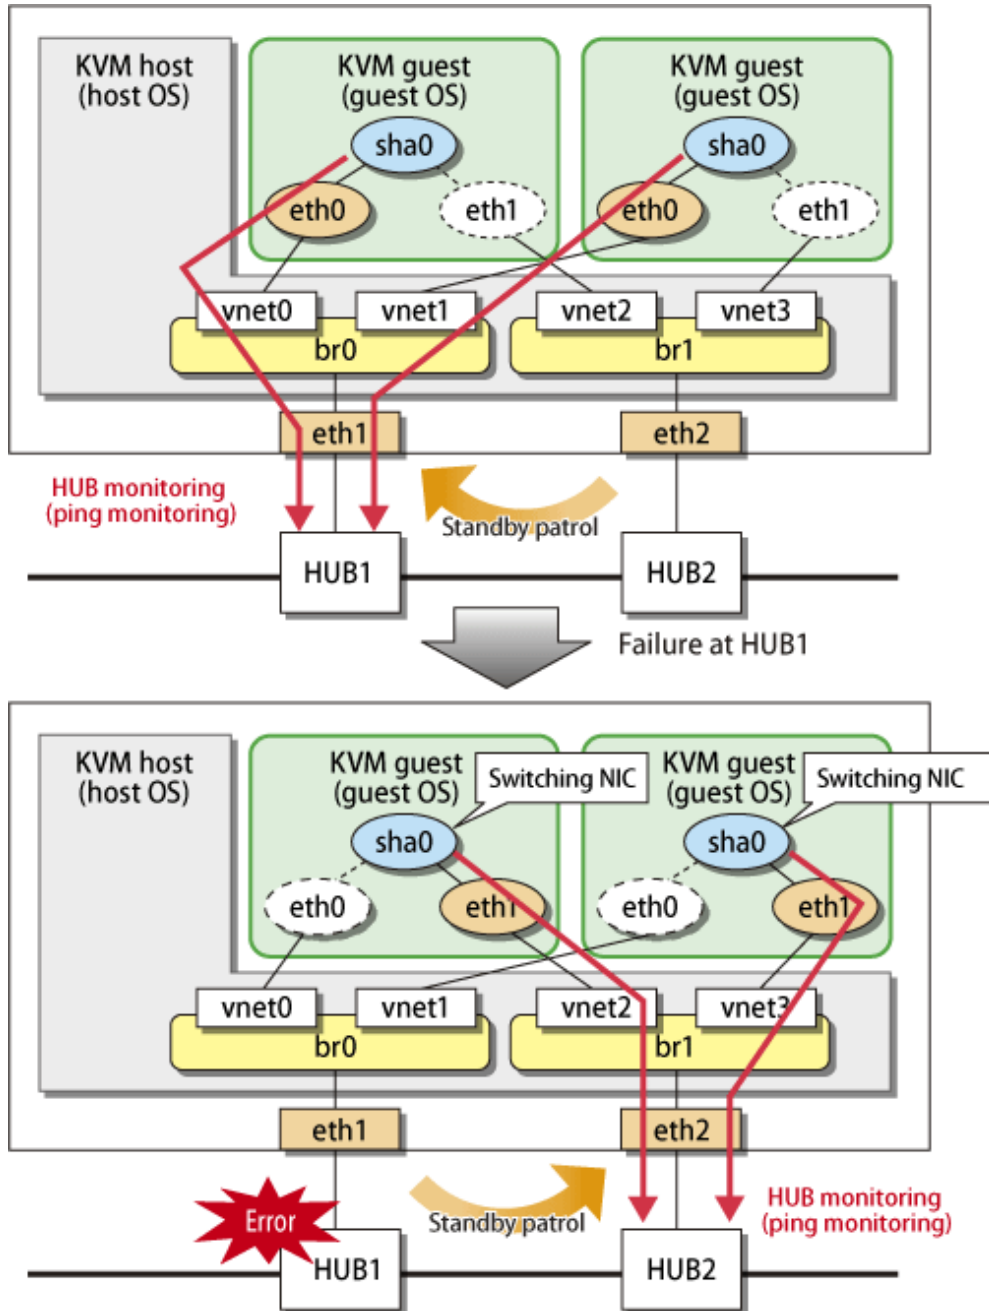 KVM host
(host OS)
KVM guest
(guest OS)
KVM guest
(guest OS)
sha0
sha0
eth0
eth1
eth0
eth1
vnet0
vnet1
vnet2
vnet3
br0
br1
eth1
eth2
HUB monitoring
(ping monitoring)
Standby patrol
HUB1
HUB2
Failure at HUB1
KVM host
(host OS)
KVM guest
(guest OS)
Switching NIC
KVM guest
(guest OS)
Switching NIC
sha0
sha0
eth0
eth1
eth0
eth1
vnet0
vnet1
vnet2
vnet3
br0
br1
eth1
eth2
Error
Standby patrol
HUB monitoring
(ping monitoring)
HUB1
HUB2